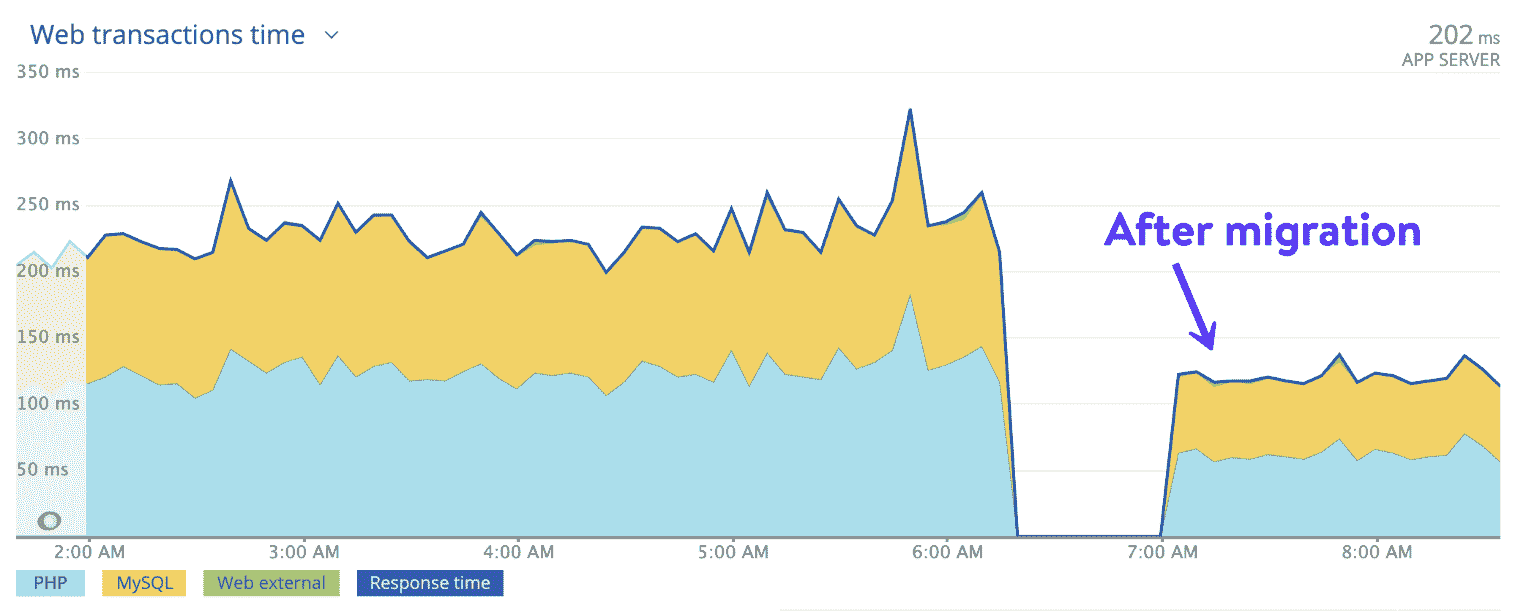 Web transactions time
202 ms
APP SERVER
350 ms
300 ms
250 ms
200 ms
150 ms
100 ms
50 ms
After migration
2:00 AM 3:00 AM 4:00 AM 5:00 AM 6:00 AM 7:00 AM 8:00 AM
PHP MySQL Web external Response time